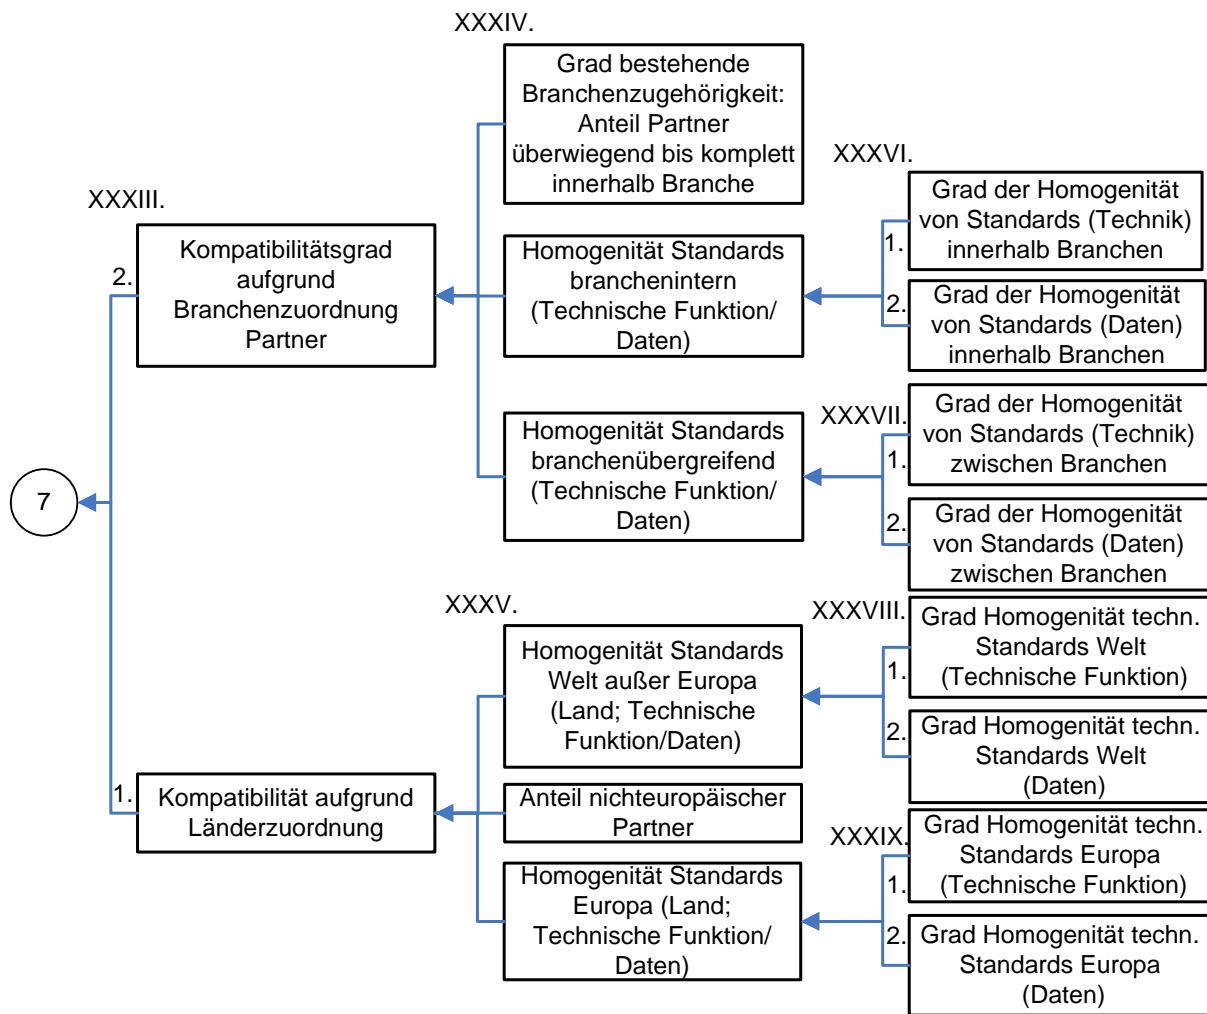 XXXIV.
Grad bestehende
Branchenzugehörigkeit:
Anteil Partner
überwiegend bis komplett
innerhalb Branche
XXXIII.
2.
Kompatibilitätsgrad
aufgrund
Branchenzuordnung
Partner
Homogenität Standards
branchenintern
(Technische Funktion/
Daten)
XXXVI.
1.
Grad der Homogenität
von Standards (Technik)
innerhalb Branchen
2.
Grad der Homogenität
von Standards (Daten)
innerhalb Branchen
Homogenität Standards
branchenübergreifend
(Technische Funktion/
Daten)
XXXVII.
1.
Grad der Homogenität
von Standards (Technik)
zwischen Branchen
2.
Grad der Homogenität
von Standards (Daten)
zwischen Branchen
7
XXXV.
Homogenität Standards
Welt außer Europa
(Land; Technische
Funktion/Daten)
XXXVIII.
1.
Grad Homogenität techn.
Standards Welt
(Technische Funktion)
2.
Grad Homogenität techn.
Standards Welt
(Daten)
1.
Kompatibilität aufgrund
Länderzuordnung
Anteil nichteuropäischer
Partner
Homogenität Standards
Europa (Land;
Technische Funktion/
Daten)
XXXIX.
1.
Grad Homogenität techn.
Standards Europa
(Technische Funktion)
2.
Grad Homogenität techn.
Standards Europa
(Daten)